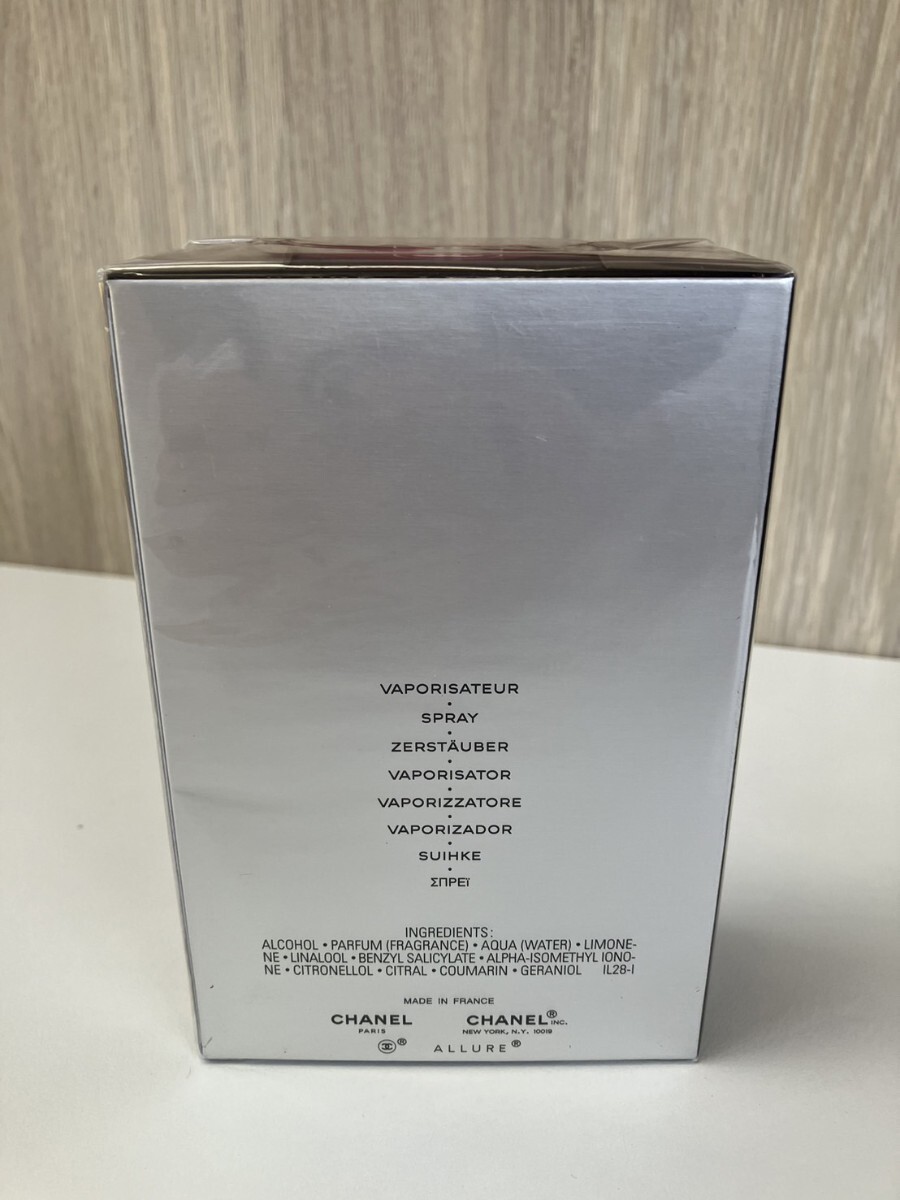 VAPORISATEUR
•
SPRAY
•
ZERSTÄUBER
•
VAPORISATOR
•
VAPORIZZATORE
•
VAPORIZADOR
•
SUIHKE
•
ΣΠΡΕΪ
INGREDIENTS:
ALCOHOL • PARFUM (FRAGRANCE) • AQUA (WATER) • LIMONE-
NE • LINALOOL • BENZYL SALICYLATE • ALPHA-ISOMETHYL IONO-
NE • CITRONELLOL • CITRAL • COUMARIN • GERANIOL IL28-I
MADE IN FRANCE
CHANEL CHANEL® INC.
PARIS NEW YORK, N.Y. 10019
® ALLURE®